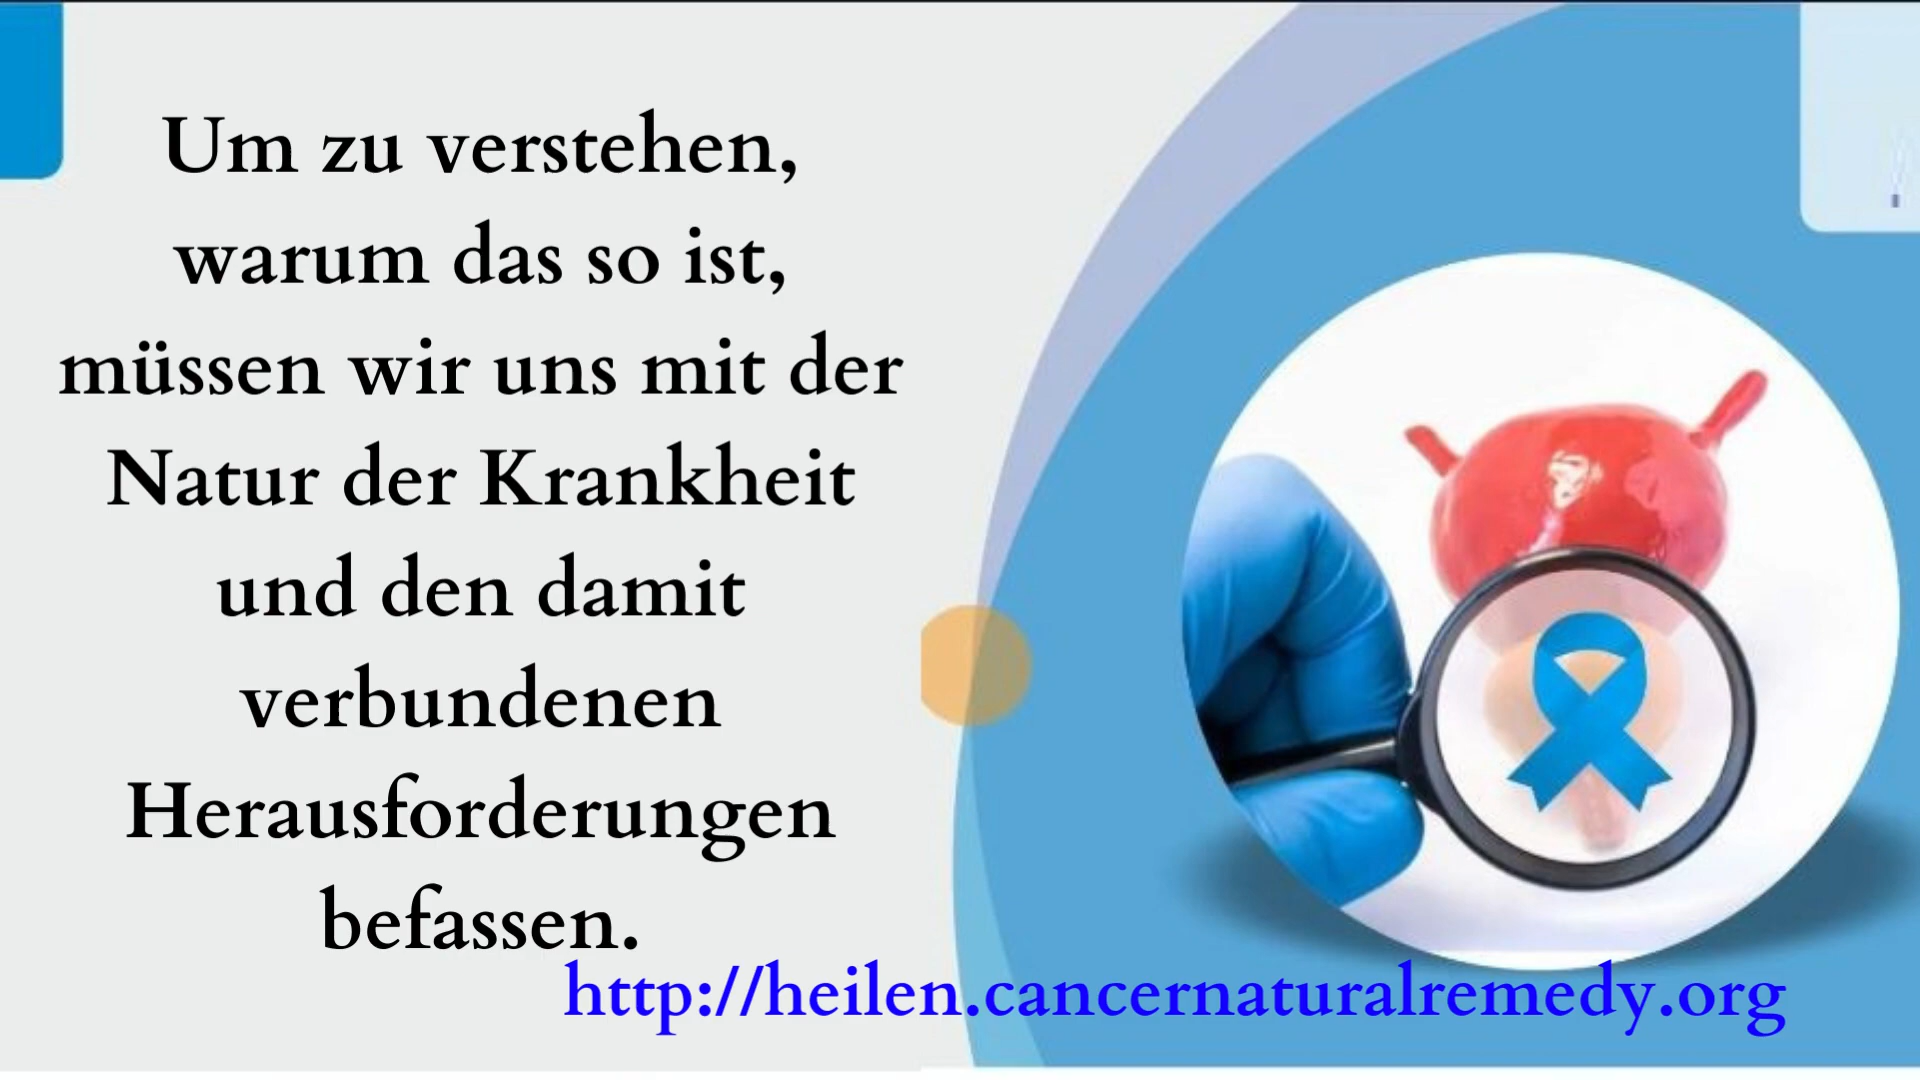 Um zu verstehen,
warum das so ist,
müssen wir uns mit der
Natur der Krankheit
und den damit
verbundenen
Herausforderungen
befassen.
http://heilen.cancernaturalremedy.org